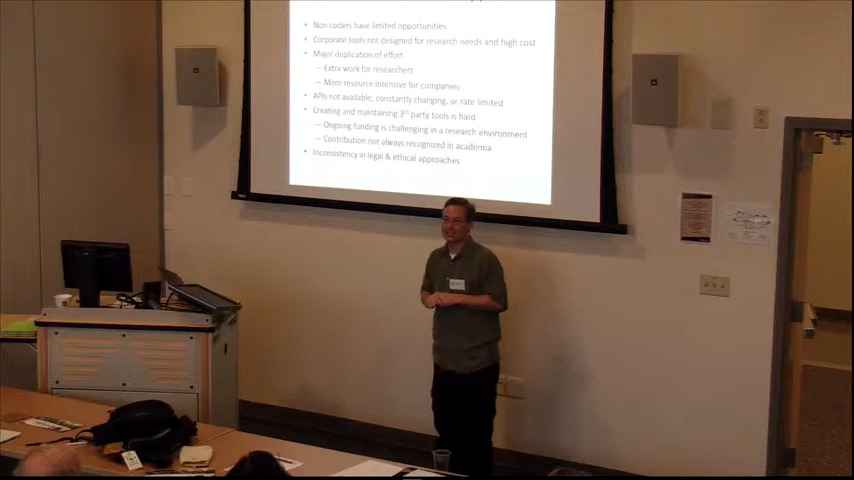 • Non-coders have limited opportunities
• Corporate tools not designed for research needs and high cost
• Major duplication of effort
– Extra work for researchers
– More resource intensive for companies
• APIs not available, constantly changing, or rate limited
• Creating and maintaining 3rd party tools is hard
– Ongoing funding is challenging in a research environment
– Contribution not always recognized in academia
• Inconsistency in legal & ethical approaches